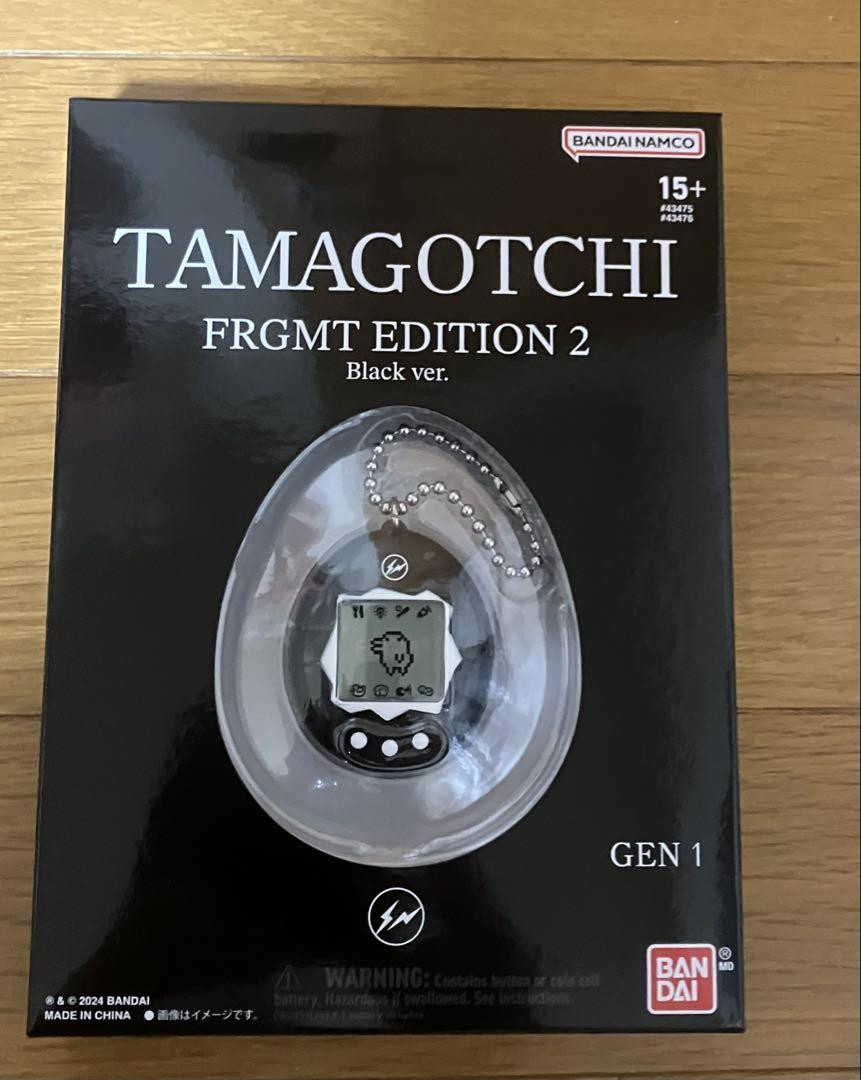 BANDAI NAMCO
15+
#43475
#43476
TAMAGOTCHI
FRGMT EDITION 2
Black ver.
GEN 1
WARNING: Contains button or coin cell
battery. Hazardous if swallowed. See instructions.
BAN
DAI
® MD
® & © 2024 BANDAI
MADE IN CHINA ●画像はイメージです。